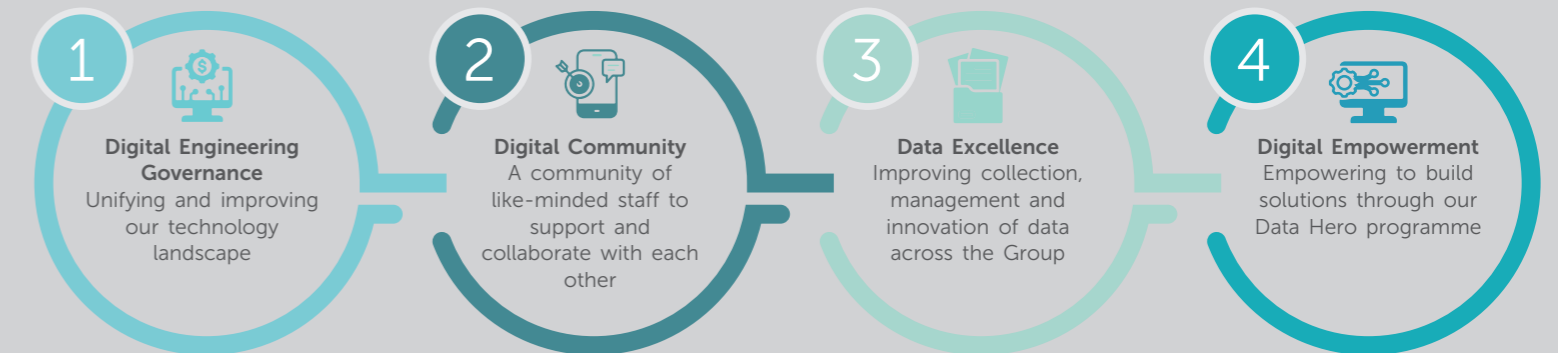 1
Digital Engineering
Governance
Unifying and improving
our technology
landscape
2
Digital Community
A community of
like-minded staff to
support and
collaborate with each
other
3
Data Excellence
Improving collection,
management and
innovation of data
across the Group
4
Digital Empowerment
Empowering to build
solutions through our
Data Hero programme